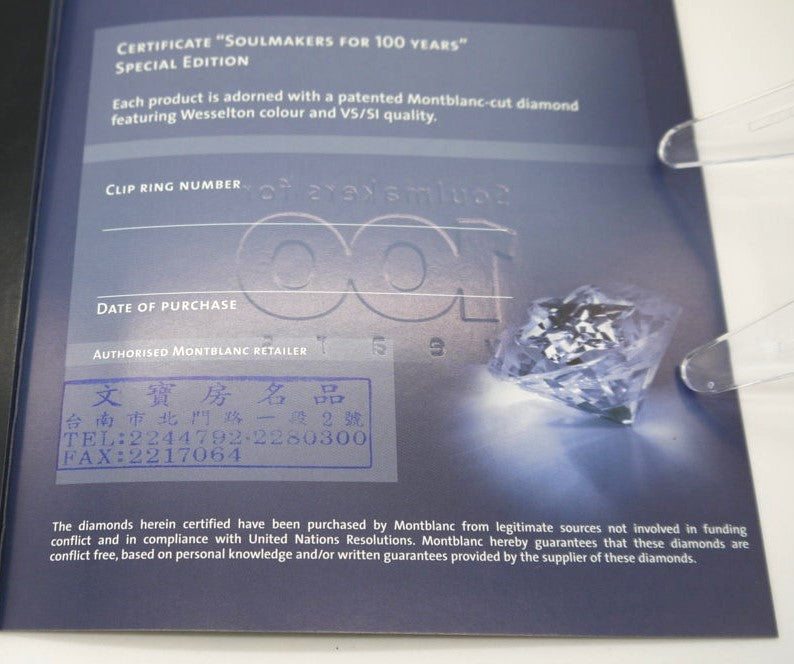 CERTIFICATE "SOULMAKERS FOR 100 YEARS"
SPECIAL EDITION
Each product is adorned with a patented Montblanc-cut diamond
featuring Wesselton colour and VS/SI quality.
CLIP RING NUMBER
Soulmakers for
100
years
DATE OF PURCHASE
AUTHORISED MONTBLANC RETAILER
文寶房名品
台南市北門路一段2號
TEL:2244792·2280300
FAX:2217064
The diamonds herein certified have been purchased by Montblanc from legitimate sources not involved in funding
conflict and in compliance with United Nations Resolutions. Montblanc hereby guarantees that these diamonds are
conflict free, based on personal knowledge and/or written guarantees provided by the supplier of these diamonds.